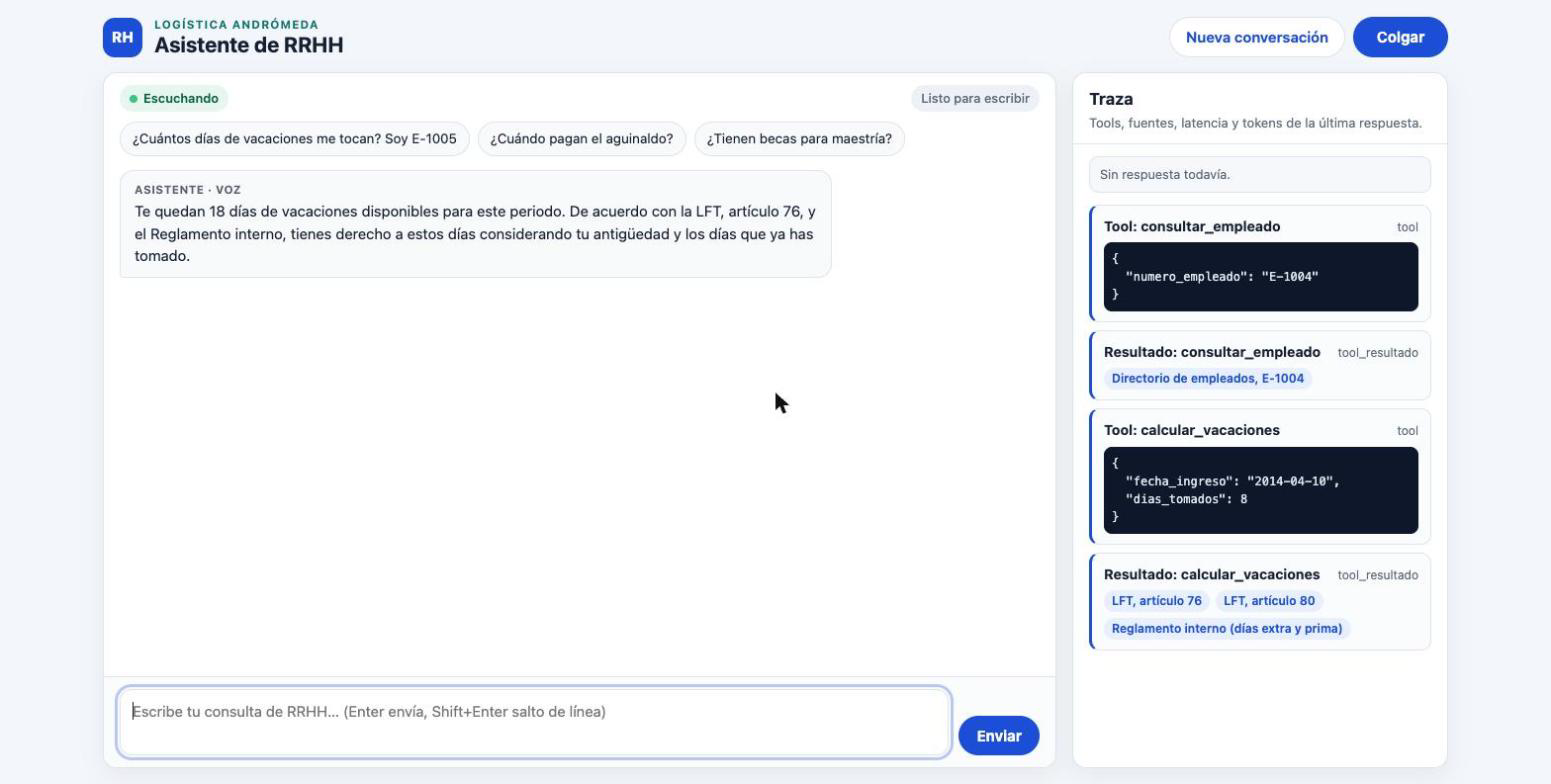 RH
LOGÍSTICA ANDRÓMEDA
Asistente de RRHH
Nueva conversación
Colgar
Escuchando
Listo para escribir
¿Cuántos días de vacaciones me tocan? Soy E-1005
¿Cuándo pagan el aguinaldo?
¿Tienen becas para maestría?
ASISTENTE · VOZ
Te quedan 18 días de vacaciones disponibles para este periodo. De acuerdo con la LFT, artículo 76, y
el Reglamento interno, tienes derecho a estos días considerando tu antigüedad y los días que ya has
tomado.
Escribe tu consulta de RRHH... (Enter envía, Shift+Enter salto de línea)
Enviar
Traza
Tools, fuentes, latencia y tokens de la última respuesta.
Sin respuesta todavía.
Tool: consultar_empleado
tool
{
"numero_empleado": "E-1004"
}
Resultado: consultar_empleado
tool_resultado
Directorio de empleados, E-1004
Tool: calcular_vacaciones
tool
{
"fecha_ingreso": "2014-04-10",
"dias_tomados": 8
}
Resultado: calcular_vacaciones
tool_resultado
LFT, artículo 76
LFT, artículo 80
Reglamento interno (días extra y prima)